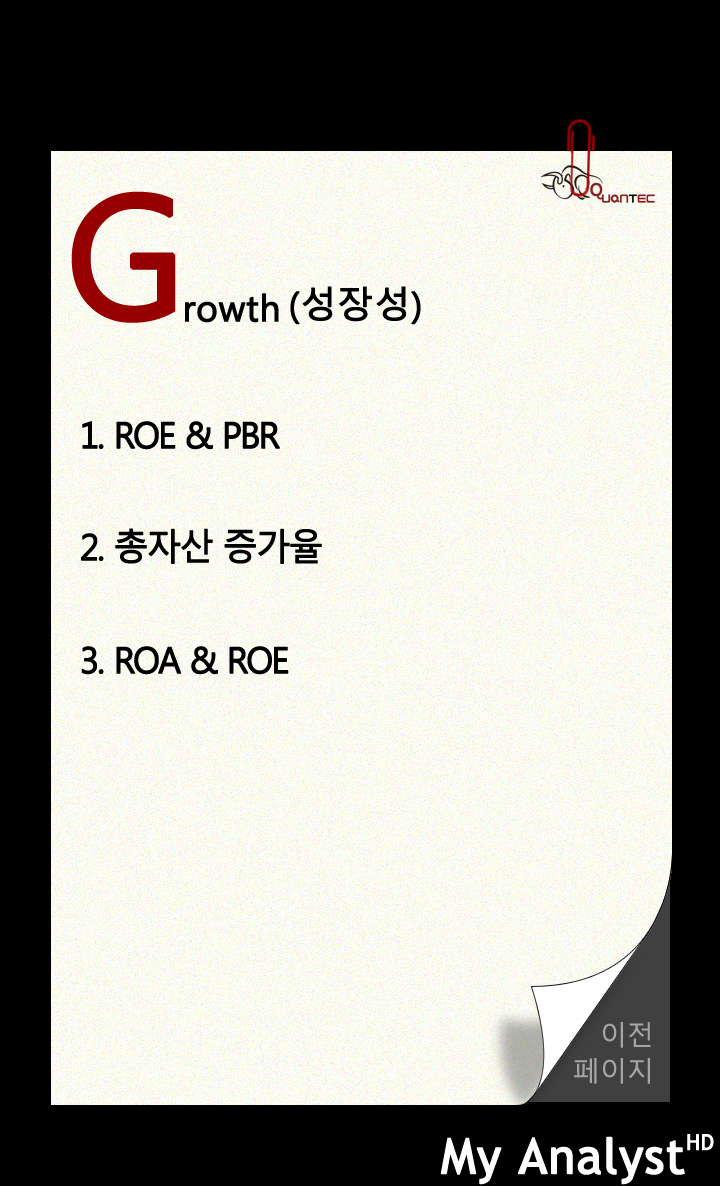 QUANTEC
Growth (성장성)
1. ROE & PBR
2. 총자산 증가율
3. ROA & ROE
이전
페이지
My Analyst HD